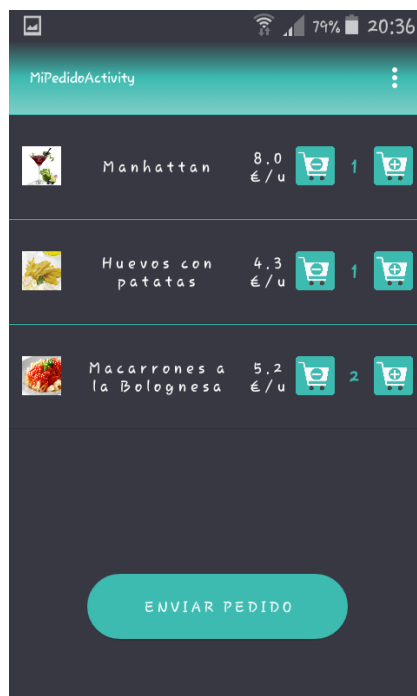 79% 20:36
MiPedidoActivity
Manhattan
8.0
€/u
1
Huevos con
patatas
4.3
€/u
1
Macarrones a
la Bolognesa
5.2
€/u
2
ENVIAR PEDIDO